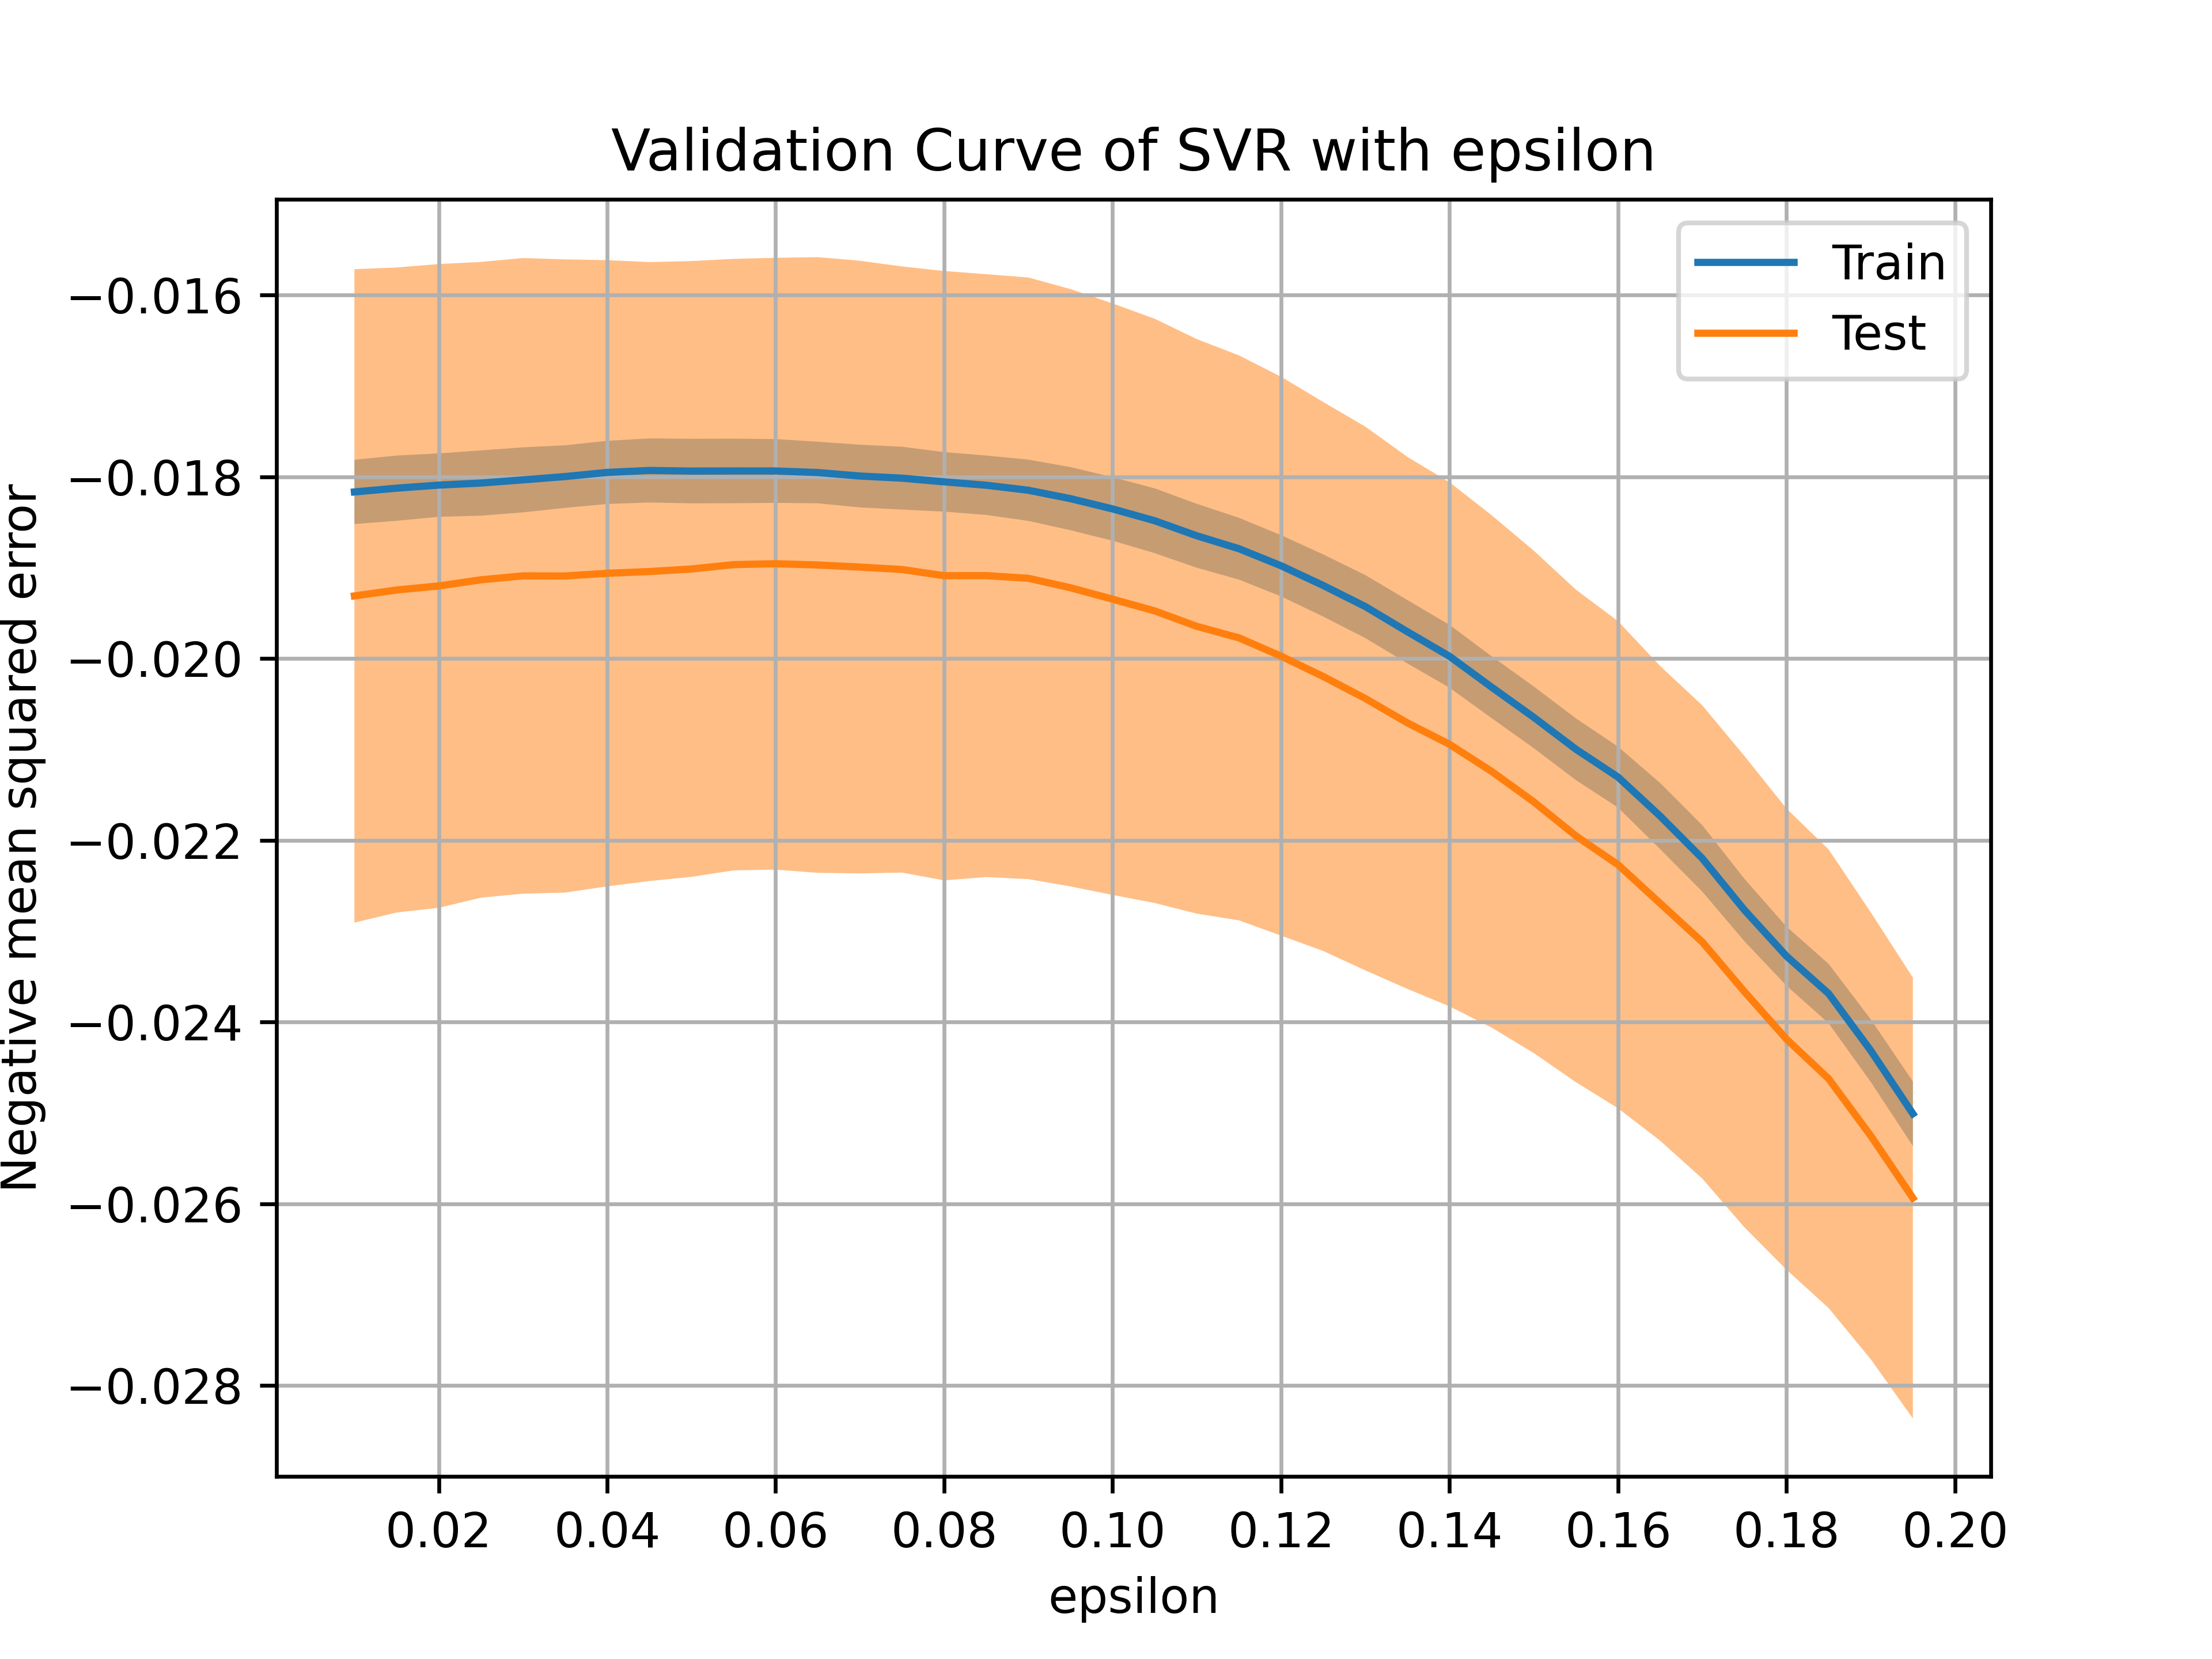 Validation Curve of SVR with epsilon
Train
Test
−0.016
−0.018
−0.020
−0.022
−0.024
−0.026
−0.028
Negative mean squared error
0.02 0.04 0.06 0.08 0.10 0.12 0.14 0.16 0.18 0.20
epsilon